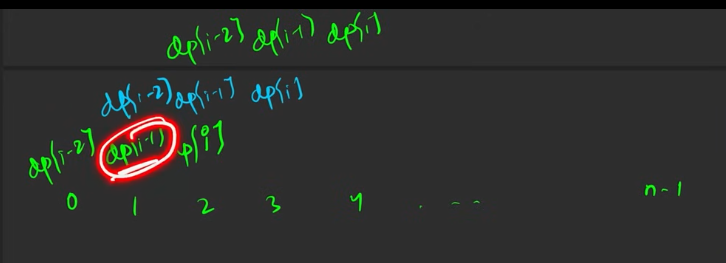 dp[i-2] dp[i-1] dp[i]
dp[i-2] dp[i-1] dp[i]
dp[i-2] dp[i-1] p[i]
0 1 2 3 4 . - - n-1